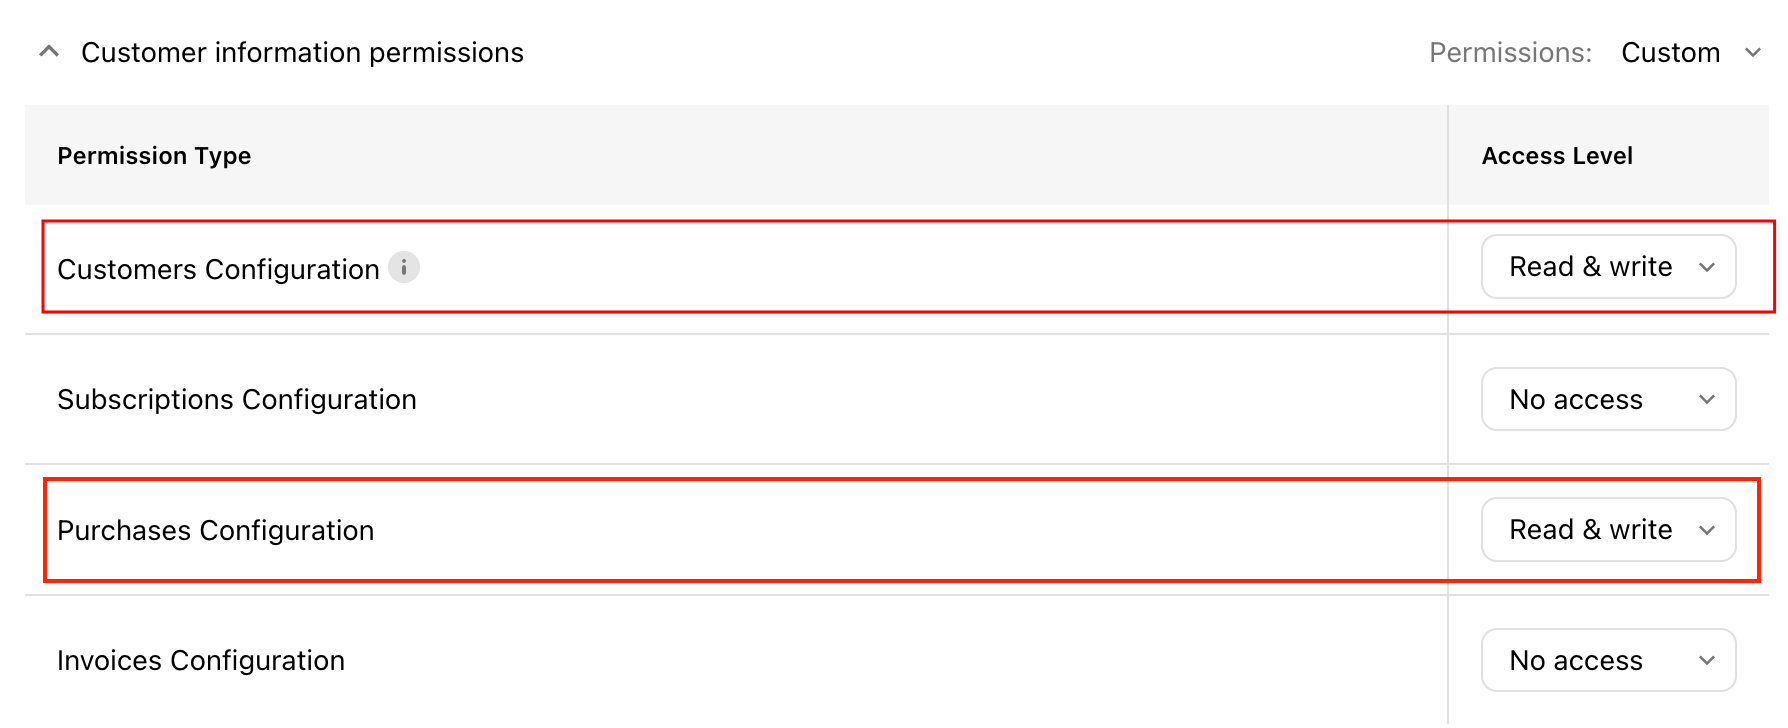 Customer information permissions Permissions: Custom
Permission Type Access Level
Customers Configuration i Read & write
Subscriptions Configuration No access
Purchases Configuration Read & write
Invoices Configuration No access